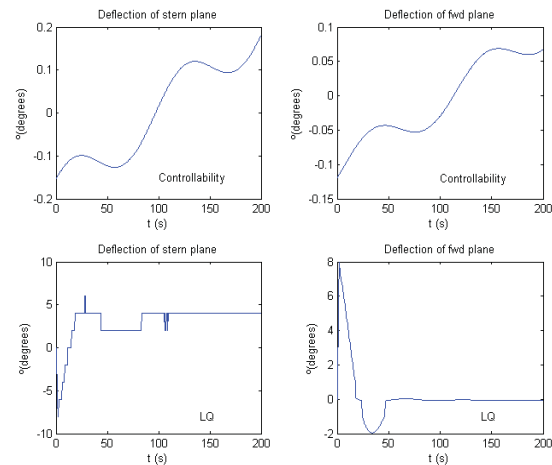 Deflection of stern plane
0.2
0.1
0
-0.1
-0.2
º(degrees)
Controllability
0
50
100
150
200
t (s)
Deflection of fwd plane
0.1
0.05
0
-0.05
-0.1
-0.15
º(degrees)
Controllability
0
50
100
150
200
t (s)
Deflection of stern plane
10
5
0
-5
-10
º(degrees)
LQ
0
50
100
150
200
t (s)
Deflection of fwd plane
8
6
4
2
0
-2
º(degrees)
LQ
0
50
100
150
200
t (s)